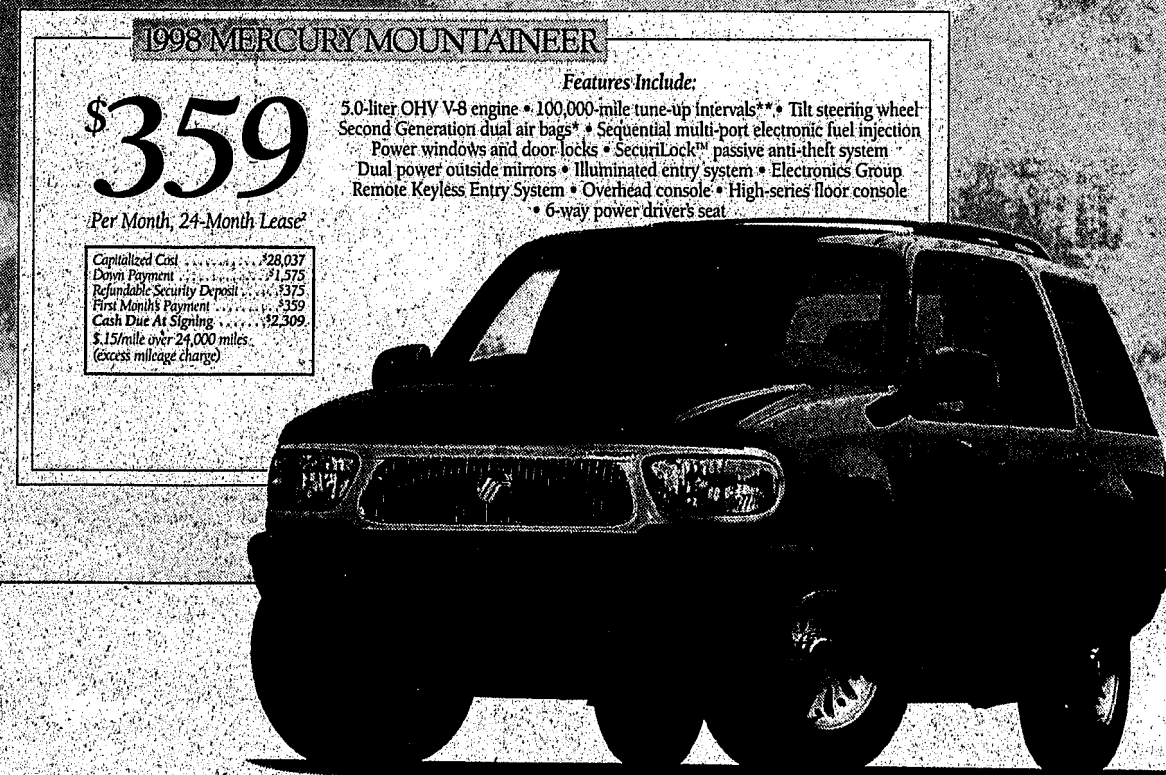 1998 MERCURY MOUNTAINEER
$359
Per Month, 24-Month Lease²
Capitalized Cost ............$28,037
Down Payment ............$1,575
Refundable Security Deposit ......$375
First Month's Payment ........$359
Cash Due At Signing .......$2,309
$.15/mile over 24,000 miles
(excess mileage charge)
Features Include:
5.0-liter OHV V-8 engine • 100,000-mile tune-up intervals** • Tilt steering wheel
Second Generation dual air bags* • Sequential multi-port electronic fuel injection
Power windows and door locks • SecuriLock™ passive anti-theft system
Dual power outside mirrors • Illuminated entry system • Electronics Group
Remote Keyless Entry System • Overhead console • High-series floor console
• 6-way power driver's seat